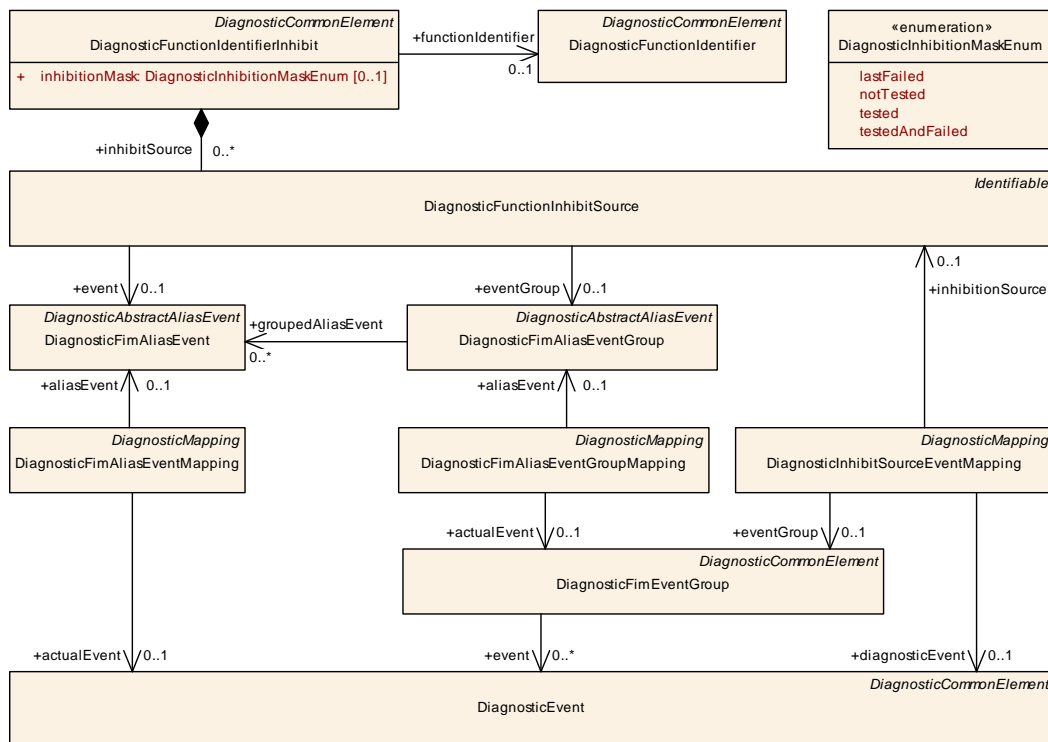 DiagnosticCommonElement
DiagnosticFunctionIdentifierInhibit
+ inhibitionMask: DiagnosticInhibitionMaskEnum [0..1]
+functionIdentifier
0..1
DiagnosticCommonElement
DiagnosticFunctionIdentifier
«enumeration»
DiagnosticInhibitionMaskEnum
lastFailed
notTested
tested
testedAndFailed
+inhibitSource
0..*
Identifiable
DiagnosticFunctionInhibitSource
+event
0..1
+eventGroup
0..1
0..1
+inhibitionSource
DiagnosticAbstractAliasEvent
DiagnosticFimAliasEvent
+groupedAliasEvent
0..*
DiagnosticAbstractAliasEvent
DiagnosticFimAliasEventGroup
+aliasEvent
0..1
+aliasEvent
0..1
DiagnosticMapping
DiagnosticFimAliasEventMapping
DiagnosticMapping
DiagnosticFimAliasEventGroupMapping
DiagnosticMapping
DiagnosticInhibitSourceEventMapping
+actualEvent
0..1
+eventGroup
0..1
DiagnosticCommonElement
DiagnosticFimEventGroup
+actualEvent
0..1
+event
0..*
+diagnosticEvent
0..1
DiagnosticCommonElement
DiagnosticEvent